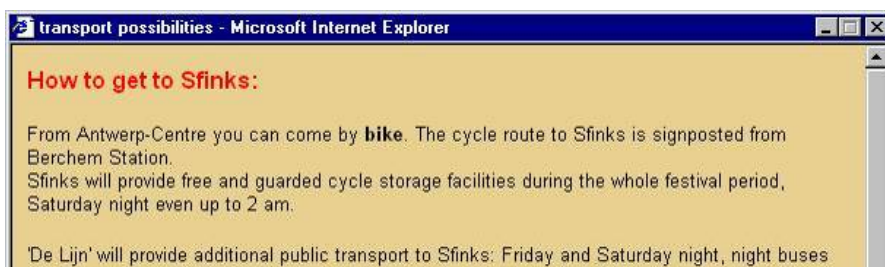 transport possibilities - Microsoft Internet Explorer
How to get to Sfinks:
From Antwerp-Centre you can come by bike. The cycle route to Sfinks is signposted from
Berchem Station.
Sfinks will provide free and guarded cycle storage facilities during the whole festival period,
Saturday night even up to 2 am.
'De Lijn' will provide additional public transport to Sfinks: Friday and Saturday night, night buses